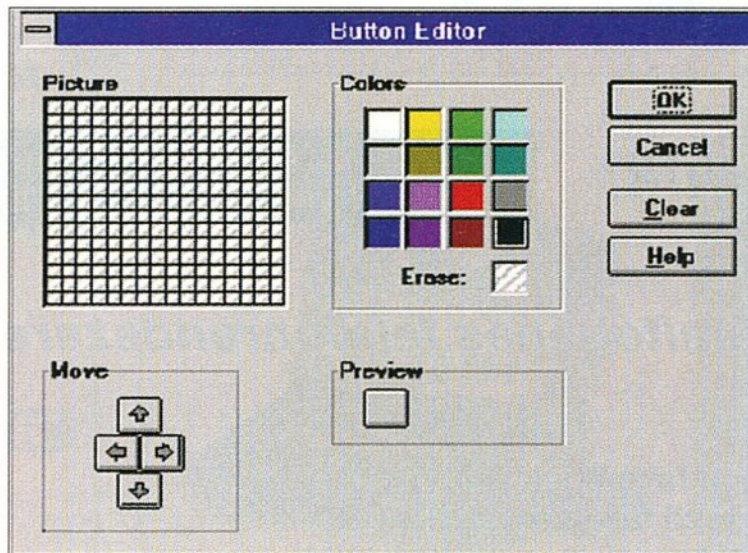 Button Editor
Picture
Colors
OK
Cancel
Clear
Help
Erase:
Move
Preview